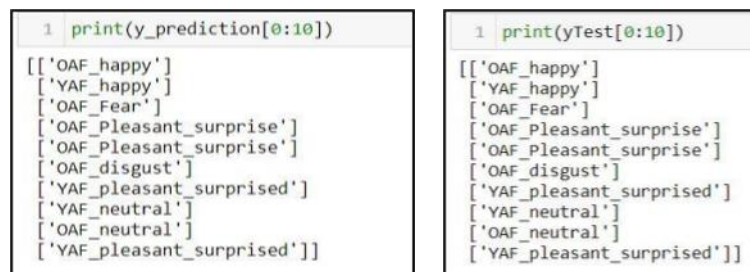 1 print(y_prediction[0:10])
[['OAF_happy']
['YAF_happy']
['OAF_Fear']
['OAF_Pleasant_surprise']
['OAF_Pleasant_surprise']
['OAF_disgust']
['YAF_pleasant_surprised']
['YAF_neutral']
['OAF_neutral']
['YAF_pleasant_surprised']]
1 print(yTest[0:10])
[['OAF_happy']
['YAF_happy']
['OAF_Fear']
['OAF_Pleasant_surprise']
['OAF_Pleasant_surprise']
['OAF_disgust']
['YAF_pleasant_surprised']
['YAF_neutral']
['OAF_neutral']
['YAF_pleasant_surprised']]